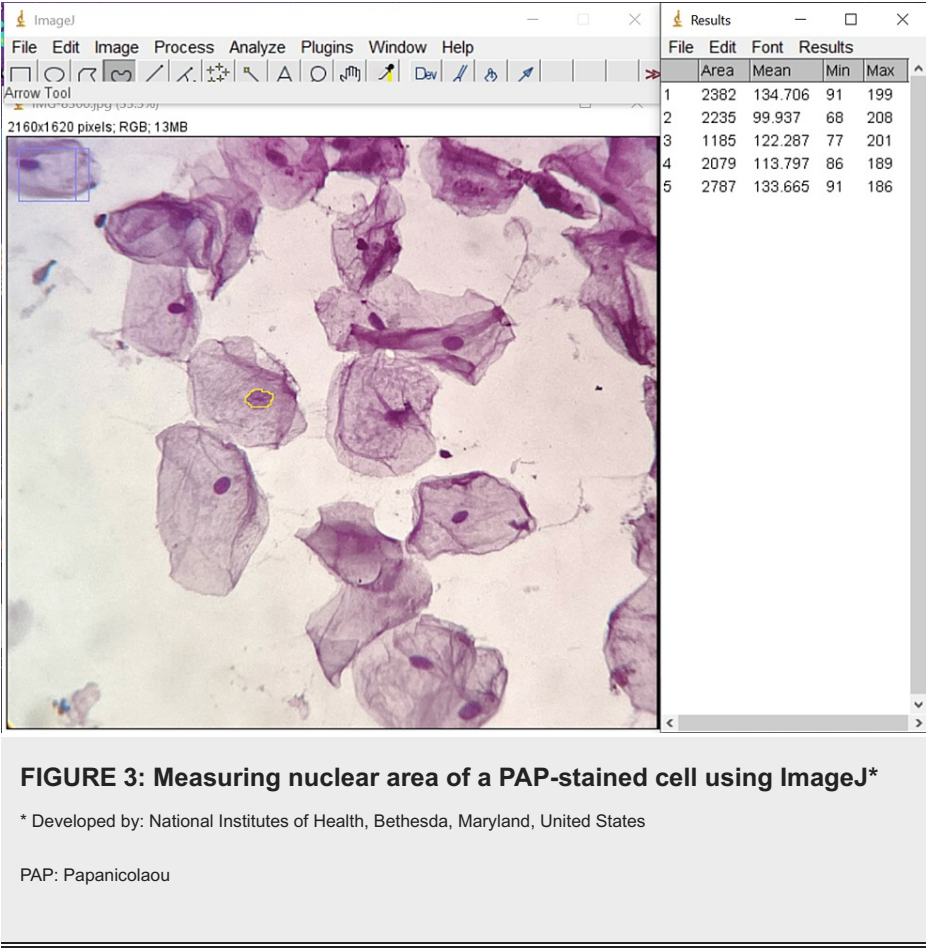 ImageJ
File Edit Image Process Analyze Plugins Window Help
Dev
Arrow Tool
2160x1620 pixels; RGB; 13MB
Results
File Edit Font Results
Area Mean Min Max
1 2382 134.706 91 199
2 2235 99.937 68 208
3 1185 122.287 77 201
4 2079 113.797 86 189
5 2787 133.665 91 186
FIGURE 3: Measuring nuclear area of a PAP-stained cell using ImageJ*
* Developed by: National Institutes of Health, Bethesda, Maryland, United States
PAP: Papanicolaou